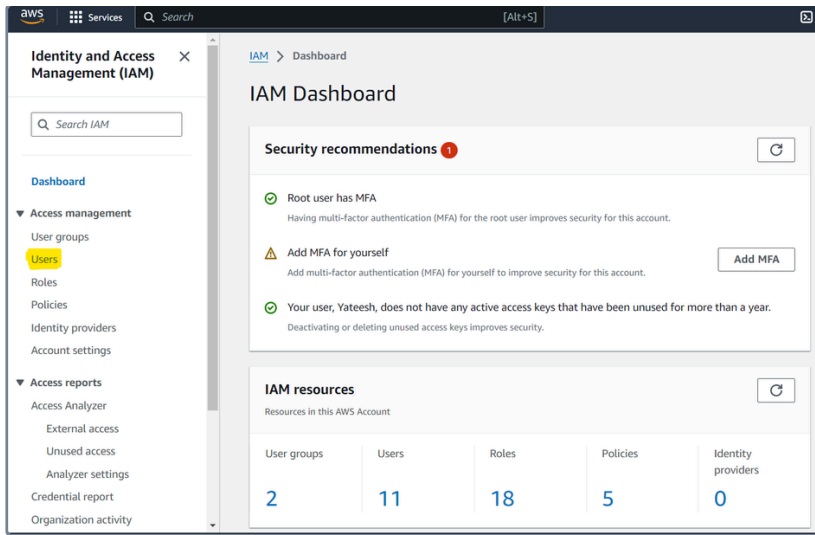 aws
Services
Search
[Alt+S]
Identity and Access
Management (IAM)
Search IAM
Dashboard
Access management
User groups
Users
Roles
Policies
Identity providers
Account settings
Access reports
Access Analyzer
External access
Unused access
Analyzer settings
Credential report
Organization activity
IAM > Dashboard
IAM Dashboard
Security recommendations 1
Root user has MFA
Having multi-factor authentication (MFA) for the root user improves security for this account.
Add MFA for yourself
Add multi-factor authentication (MFA) for yourself to improve security for this account.
Add MFA
Your user, Yateesh, does not have any active access keys that have been unused for more than a year.
Deactivating or deleting unused access keys improves security.
IAM resources
Resources in this AWS Account
User groups
Users
Roles
Policies
Identity
providers
2
11
18
5
0